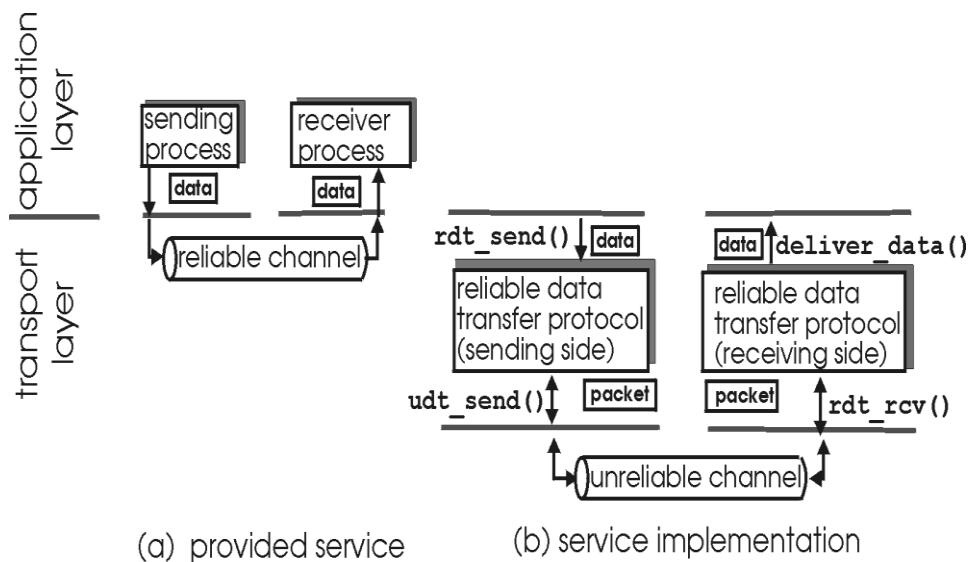 application
layer
transport
layer
sending
process
receiver
process
data
data
reliable channel
rdt_send()
data
data
deliver_data()
reliable data
transfer protocol
(sending side)
reliable data
transfer protocol
(receiving side)
udt_send()
packet
packet
rdt_rcv()
unreliable channel
(a) provided service
(b) service implementation